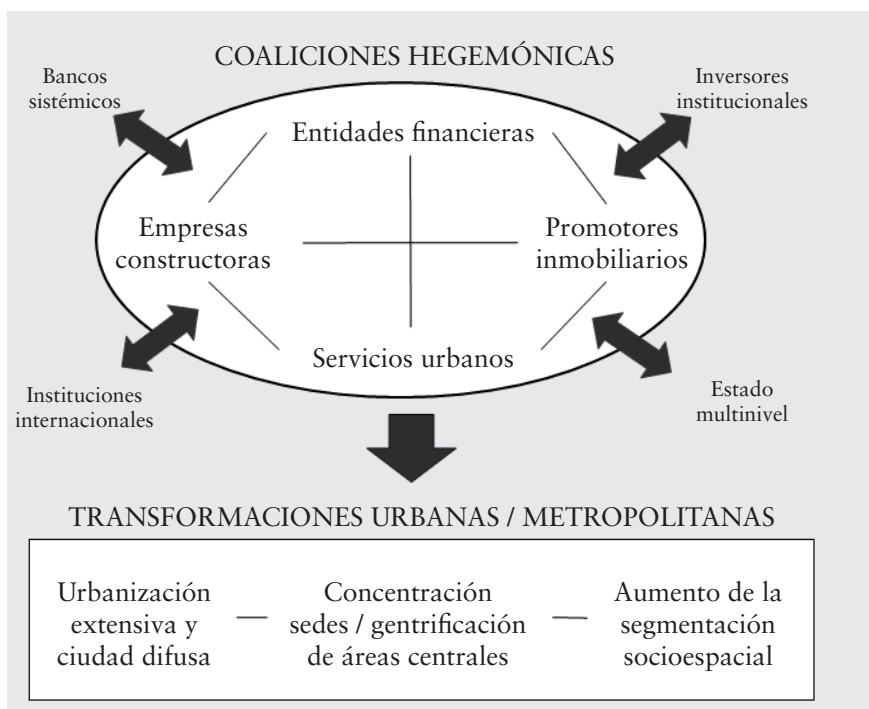 COALICIONES HEGEMÓNICAS
Bancos
sistémicos
Inversores
institucionales
Entidades financieras
Empresas
constructoras
Promotores
inmobiliarios
Servicios urbanos
Instituciones
internacionales
Estado
multinivel
TRANSFORMACIONES URBANAS / METROPOLITANAS
Urbanización
extensiva y
ciudad difusa
Concentración
sedes / gentrificación
de áreas centrales
Aumento de la
segmentación
socioespacial